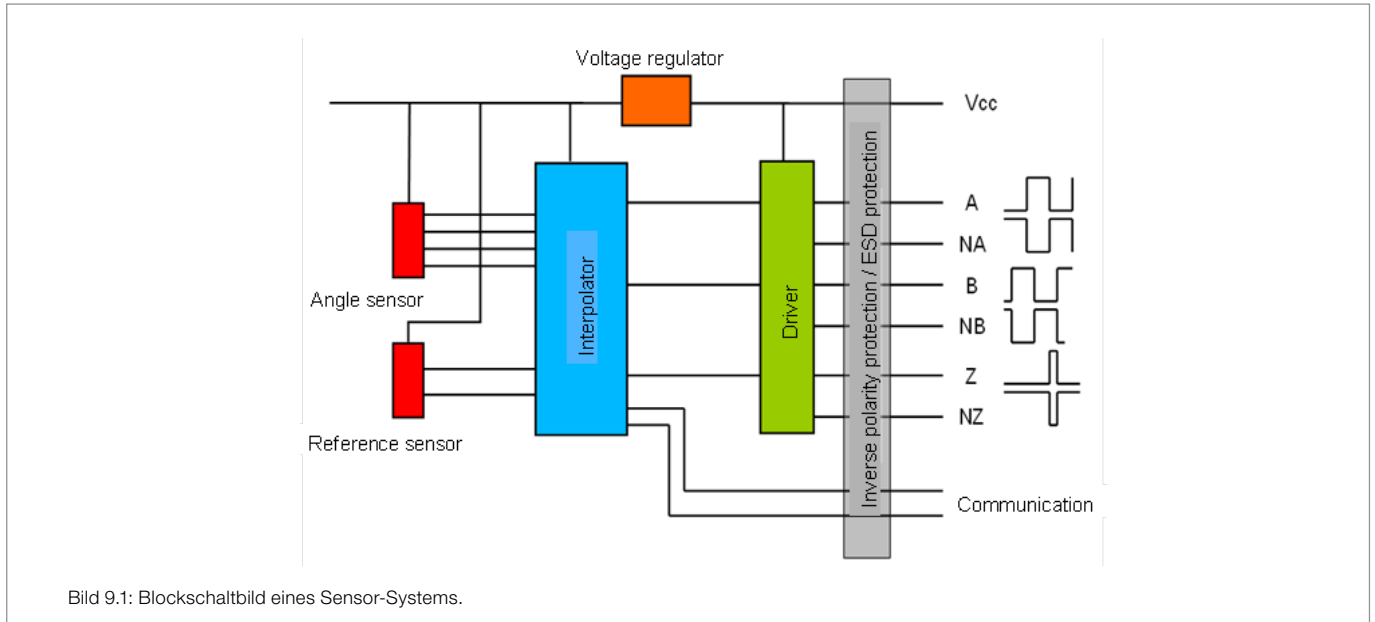 Voltage regulator
Vcc
A
NA
B
NB
Z
NZ
Communication
Angle sensor
Reference sensor
Interpolator
Driver
Inverse polarity protection / ESD protection
Bild 9.1: Blockschaltbild eines Sensor-Systems.